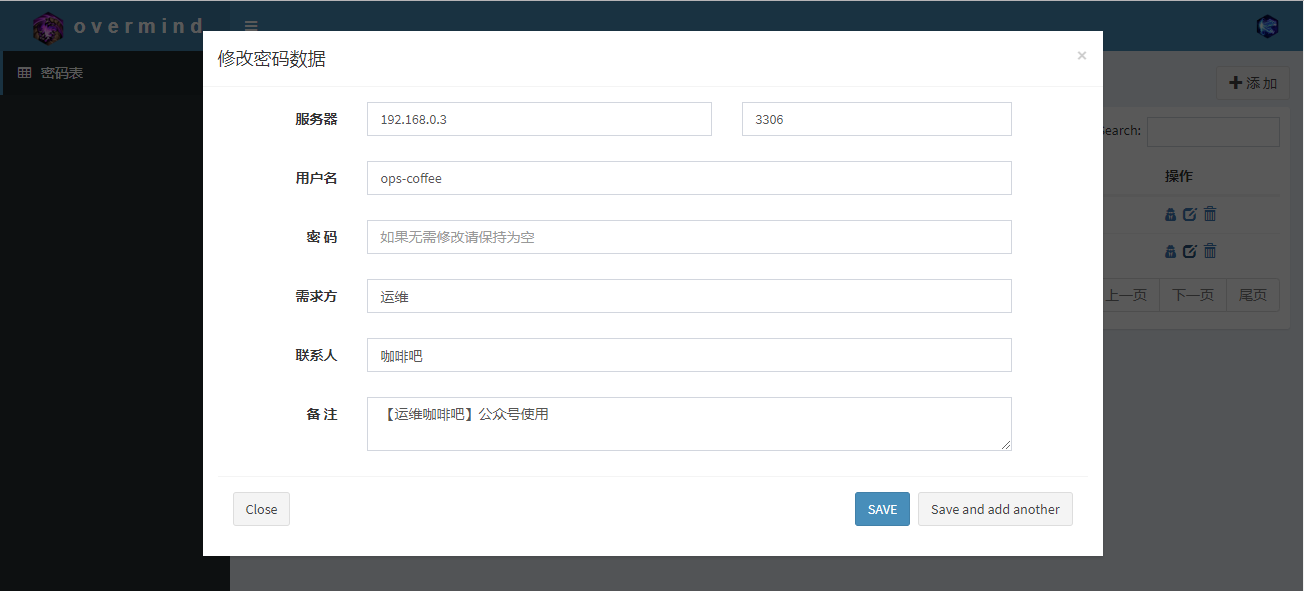 overmind
密码表
添加
Search:
操作
上一页 下一页 尾页
修改密码数据
×
服务器 192.168.0.3 3306
用户名 ops-coffee
密 码 如果无需修改请保持为空
需求方 运维
联系人 咖啡吧
备 注 【运维咖啡吧】公众号使用
Close SAVE Save and add another